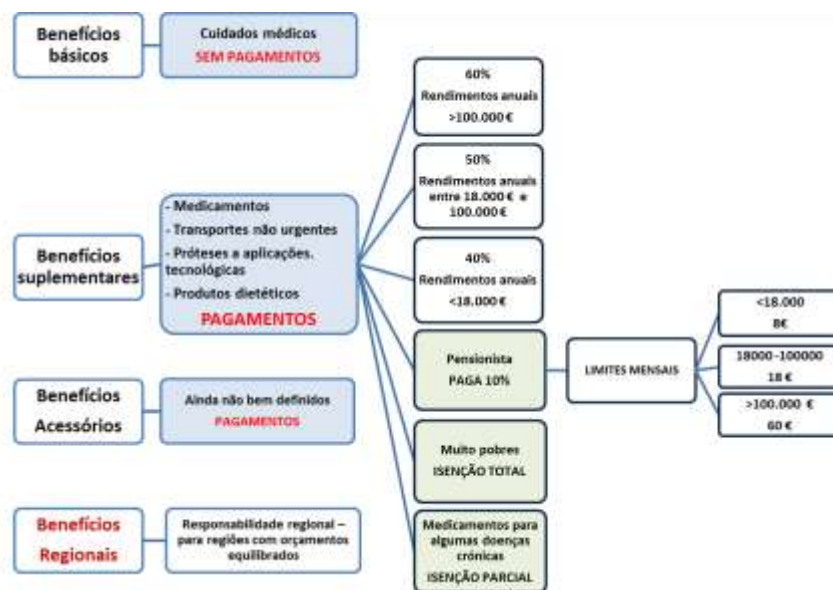 Benefícios
básicos
Cuidados médicos
SEM PAGAMENTOS
60%
Rendimentos anuais
>100.000 €
50%
Rendimentos anuais
entre 18.000 € e
100.000 €
Benefícios
suplementares
- Medicamentos
- Transportes não urgentes
- Próteses a aplicações.
tecnológicas
- Produtos dietéticos
PAGAMENTOS
40%
Rendimentos anuais
<18.000 €
Pensionista
PAGA 10%
LIMITES MENSAIS
<18.000
8€
18000-100000
18 €
>100.000 €
60 €
Benefícios
Acessórios
Ainda não bem definidos
PAGAMENTOS
Muito pobres
ISENÇÃO TOTAL
Benefícios
Regionais
Responsabilidade regional –
para regiões com orçamentos
equilibrados
Medicamentos para
algumas doenças
crónicas
ISENÇÃO PARCIAL